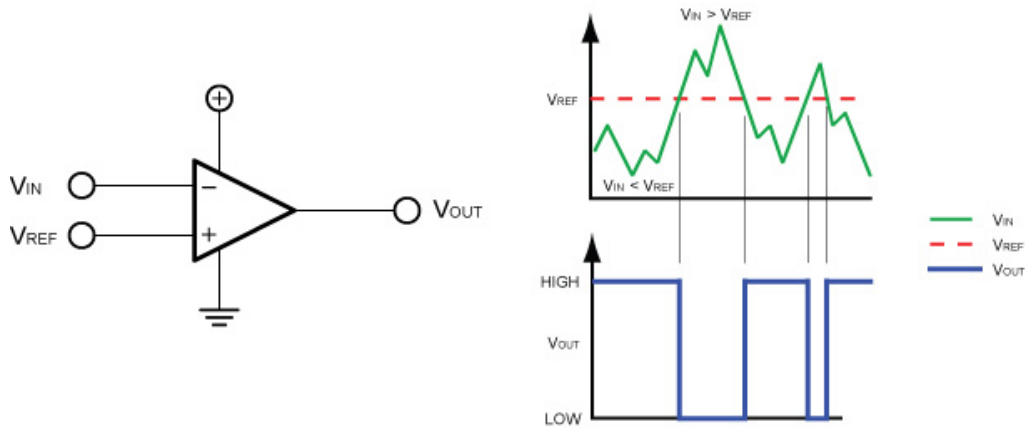 +
VIN
−
VREF
+
VOUT
VIN > VREF
VREF
VIN < VREF
HIGH
VOUT
LOW
VIN
VREF
VOUT